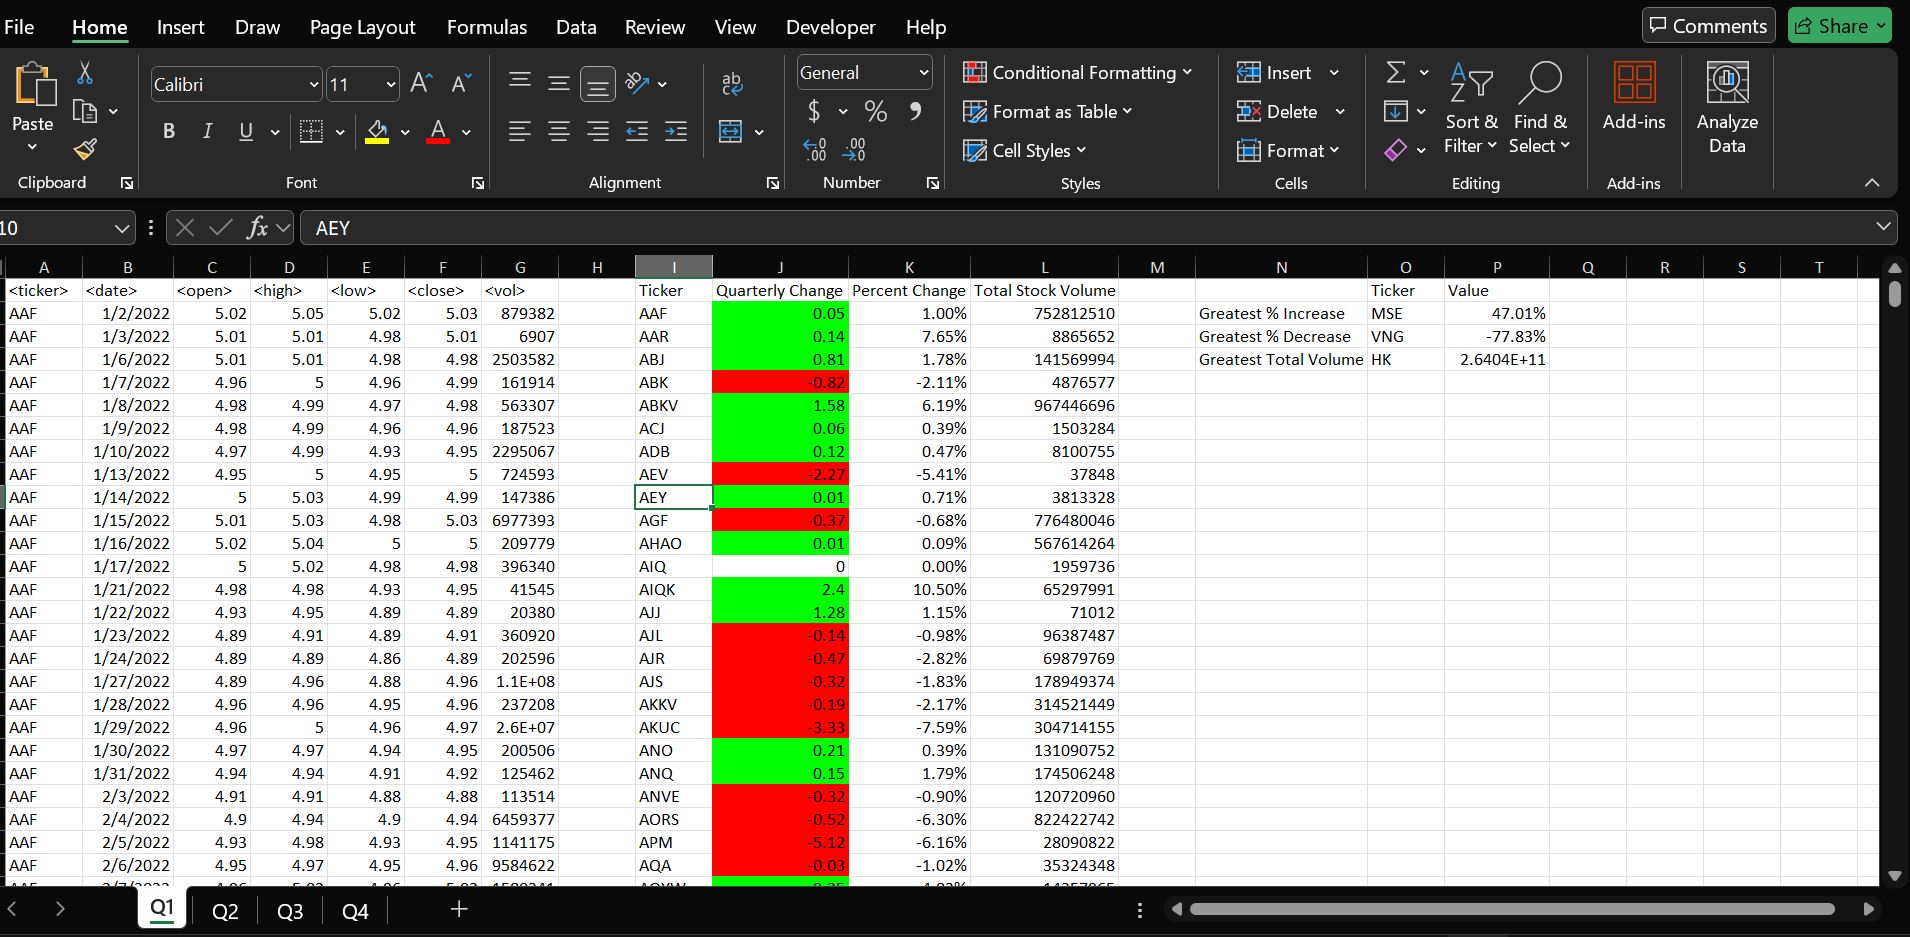 File Home Insert Draw Page Layout Formulas Data Review View Developer Help Comments Share
Calibri 11 General Conditional Formatting Insert
Paste Format as Table Delete Sort & Filter Find & Select Add-ins Analyze Data
B I U Cell Styles Format
Clipboard Font Alignment Number Styles Cells Editing Add-ins
10 fx AEY
A B C D E F G H I J K L M N O P Q R S T
<ticker> <date> <open> <high> <low> <close> <vol> Ticker Quarterly Change Percent Change Total Stock Volume Ticker Value
AAF 1/2/2022 5.02 5.05 5.02 5.03 879382 AAF 0.05 1.00% 752812510 Greatest % Increase MSE 47.01%
AAF 1/3/2022 5.01 5.01 4.98 5.01 6907 AAR 0.14 7.65% 8865652 Greatest % Decrease VNG -77.83%
AAF 1/6/2022 5.01 5.01 4.98 4.98 2503582 ABJ 0.81 1.78% 141569994 Greatest Total Volume HK 2.6404E+11
AAF 1/7/2022 4.96 5 4.96 4.99 161914 ABK -0.82 -2.11% 4876577
AAF 1/8/2022 4.98 4.99 4.97 4.98 563307 ABKV 1.58 6.19% 967446696
AAF 1/9/2022 4.98 4.99 4.96 4.96 187523 ACJ 0.06 0.39% 1503284
AAF 1/10/2022 4.97 4.99 4.93 4.95 2295067 ADB 0.12 0.47% 8100755
AAF 1/13/2022 4.95 5 4.95 5 724593 AEV -2.27 -5.41% 37848
AAF 1/14/2022 5 5.03 4.99 4.99 147386 AEY 0.01 0.71% 3813328
AAF 1/15/2022 5.01 5.03 4.98 5.03 6977393 AGF -0.37 -0.68% 776480046
AAF 1/16/2022 5.02 5.04 5 5 209779 AHAO 0.01 0.09% 567614264
AAF 1/17/2022 5 5.02 4.98 4.98 396340 AIQ 0 0.00% 1959736
AAF 1/21/2022 4.98 4.98 4.93 4.95 41545 AIQK 2.4 10.50% 65297991
AAF 1/22/2022 4.93 4.95 4.89 4.89 20380 AJJ 1.28 1.15% 71012
AAF 1/23/2022 4.89 4.91 4.89 4.91 360920 AJL -0.14 -0.98% 96387487
AAF 1/24/2022 4.89 4.89 4.86 4.89 202596 AJR -0.47 -2.82% 69879769
AAF 1/27/2022 4.89 4.96 4.88 4.96 1.1E+08 AJS -0.32 -1.83% 178949374
AAF 1/28/2022 4.96 4.96 4.95 4.96 237208 AKKV -0.19 -2.17% 314521449
AAF 1/29/2022 4.96 5 4.96 4.97 2.6E+07 AKUC -3.33 -7.59% 304714155
AAF 1/30/2022 4.97 4.97 4.94 4.95 200506 ANO 0.21 0.39% 131090752
AAF 1/31/2022 4.94 4.94 4.91 4.92 125462 ANQ 0.15 1.79% 174506248
AAF 2/3/2022 4.91 4.91 4.88 4.88 113514 ANVE -0.32 -0.90% 120720960
AAF 2/4/2022 4.9 4.94 4.9 4.94 6459377 AORS -0.52 -6.30% 822422742
AAF 2/5/2022 4.93 4.98 4.93 4.95 1141175 APM -5.12 -6.16% 28090822
AAF 2/6/2022 4.95 4.97 4.95 4.96 9584622 AQA -0.03 -1.02% 35324348
Q1 Q2 Q3 Q4